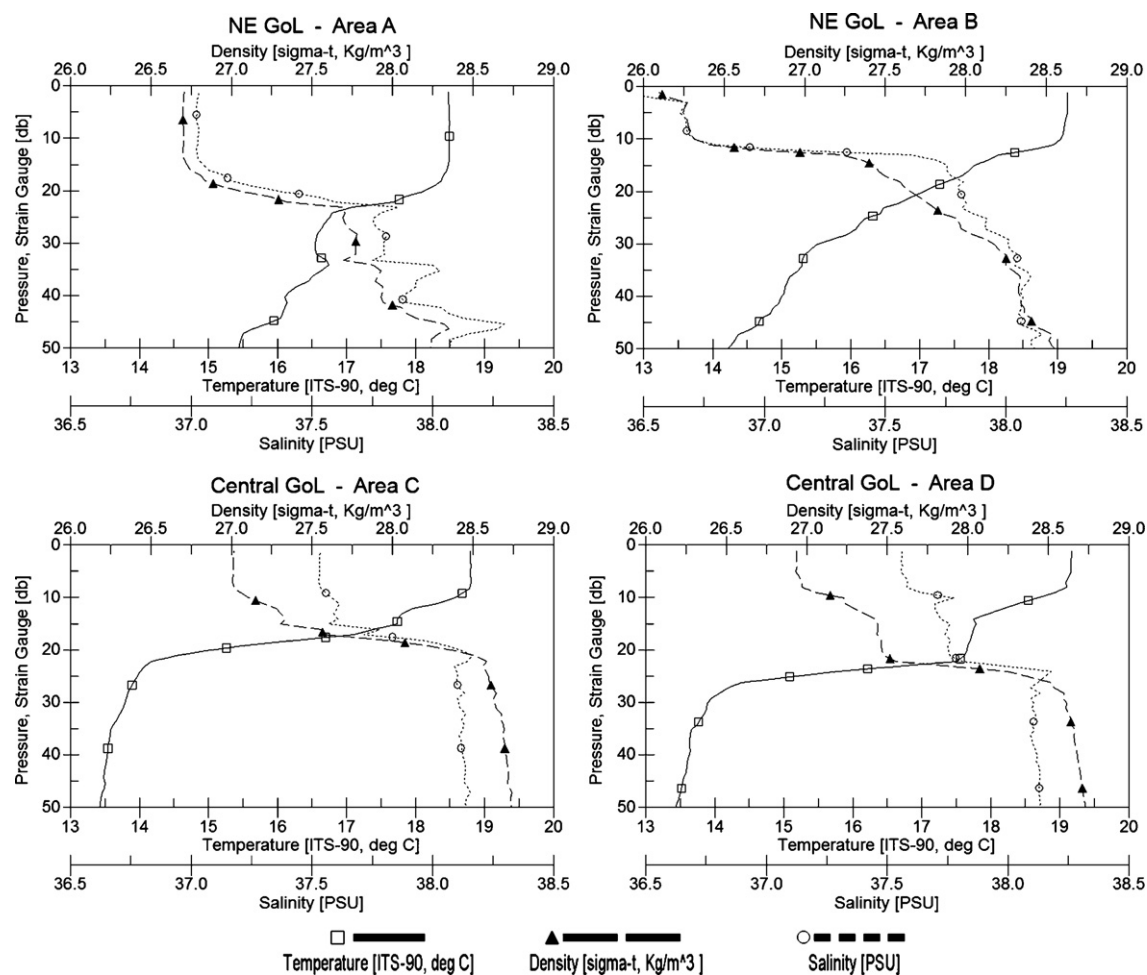 NE GoL - Area A
Density [sigma-t, Kg/m^3 ]
26.0 26.5 27.0 27.5 28.0 28.5 29.0
Pressure, Strain Gauge [db]
0
10
20
30
40
50
13 14 15 16 17 18 19 20
Temperature [ITS-90, deg C]
36.5 37.0 37.5 38.0 38.5
Salinity [PSU]
NE GoL - Area B
Density [sigma-t, Kg/m^3 ]
26.0 26.5 27.0 27.5 28.0 28.5 29.0
Pressure, Strain Gauge [db]
0
10
20
30
40
50
13 14 15 16 17 18 19 20
Temperature [ITS-90, deg C]
36.5 37.0 37.5 38.0 38.5
Salinity [PSU]
Central GoL - Area C
Density [sigma-t, Kg/m^3 ]
26.0 26.5 27.0 27.5 28.0 28.5 29.0
Pressure, Strain Gauge [db]
0
10
20
30
40
50
13 14 15 16 17 18 19 20
Temperature [ITS-90, deg C]
36.5 37.0 37.5 38.0 38.5
Salinity [PSU]
Central GoL - Area D
Density [sigma-t, Kg/m^3 ]
26.0 26.5 27.0 27.5 28.0 28.5 29.0
Pressure, Strain Gauge [db]
0
10
20
30
40
50
13 14 15 16 17 18 19 20
Temperature [ITS-90, deg C]
36.5 37.0 37.5 38.0 38.5
Salinity [PSU]
Temperature [ITS-90, deg C]
Density [sigma-t, Kg/m^3 ]
Salinity [PSU]